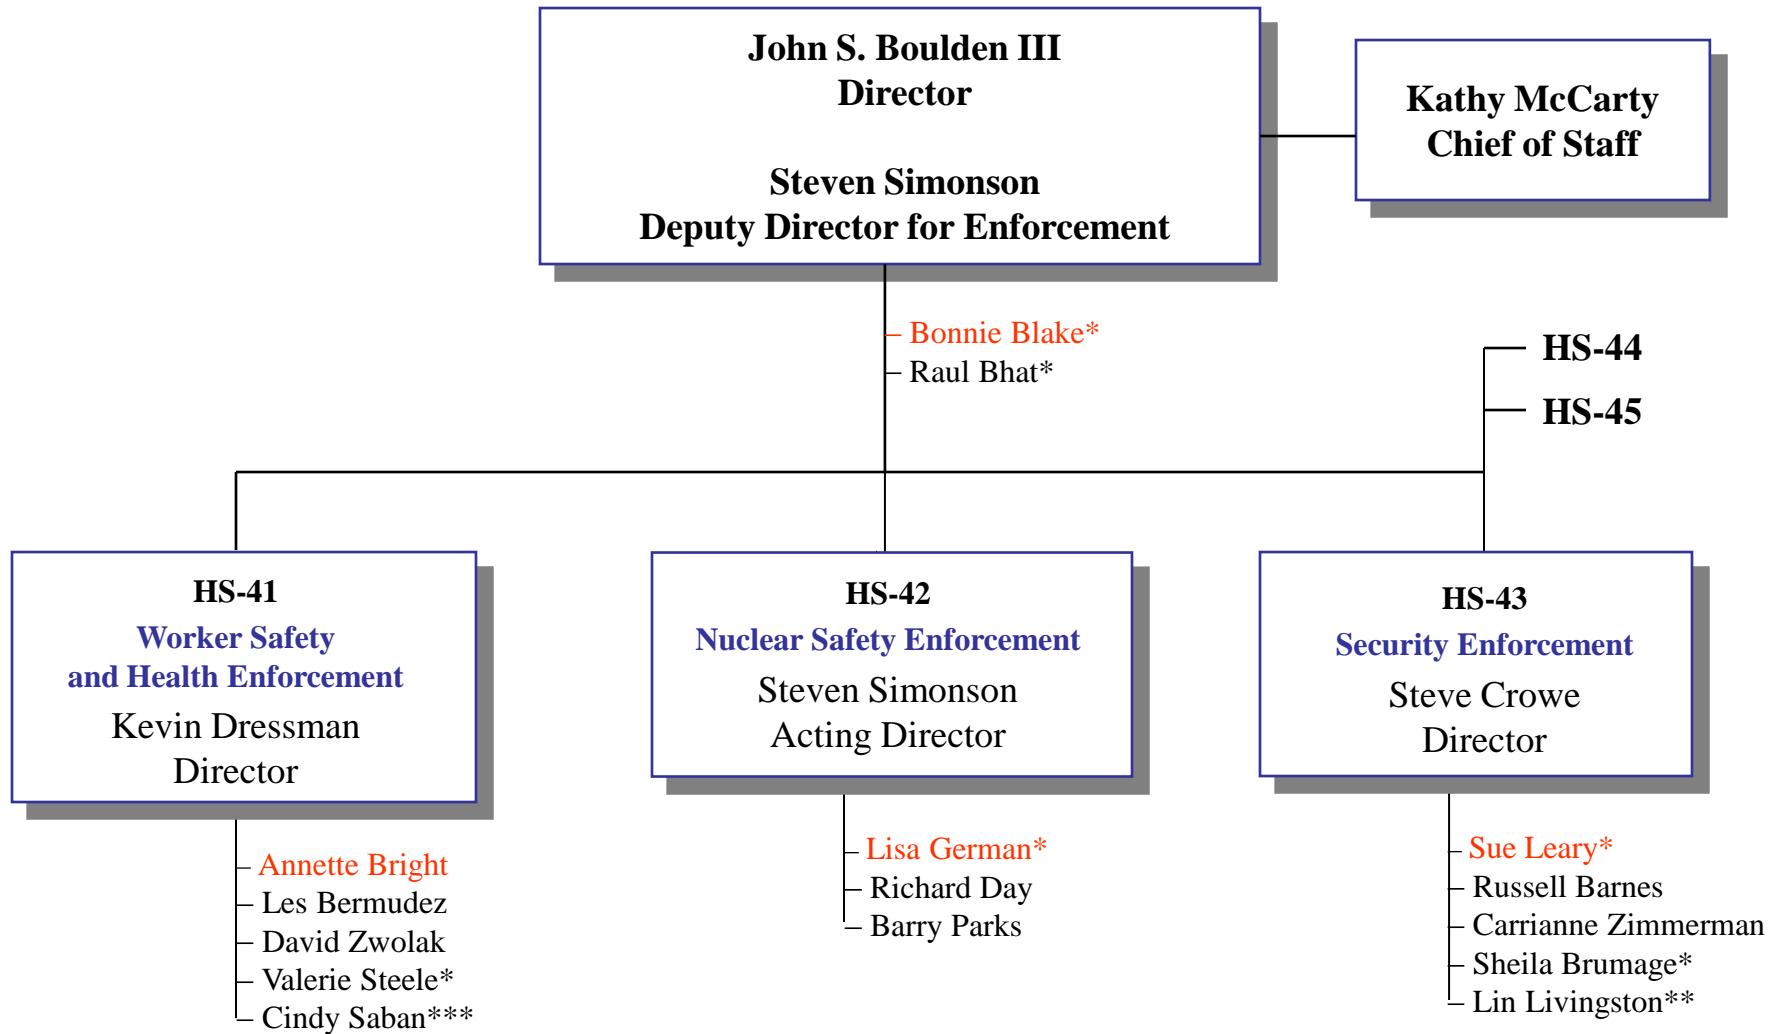 John S. Boulden III
Director
Steven Simonson
Deputy Director for Enforcement
Kathy McCarty
Chief of Staff
Bonnie Blake*
Raul Bhat*
HS-44
HS-45
HS-41
Worker Safety
and Health Enforcement
Kevin Dressman
Director
Annette Bright
Les Bermudez
David Zwolak
Valerie Steele*
Cindy Saban***
HS-42
Nuclear Safety Enforcement
Steven Simonson
Acting Director
Lisa German*
Richard Day
Barry Parks
HS-43
Security Enforcement
Steve Crowe
Director
Sue Leary*
Russell Barnes
Carrianne Zimmerman
Sheila Brumage*
Lin Livingston**